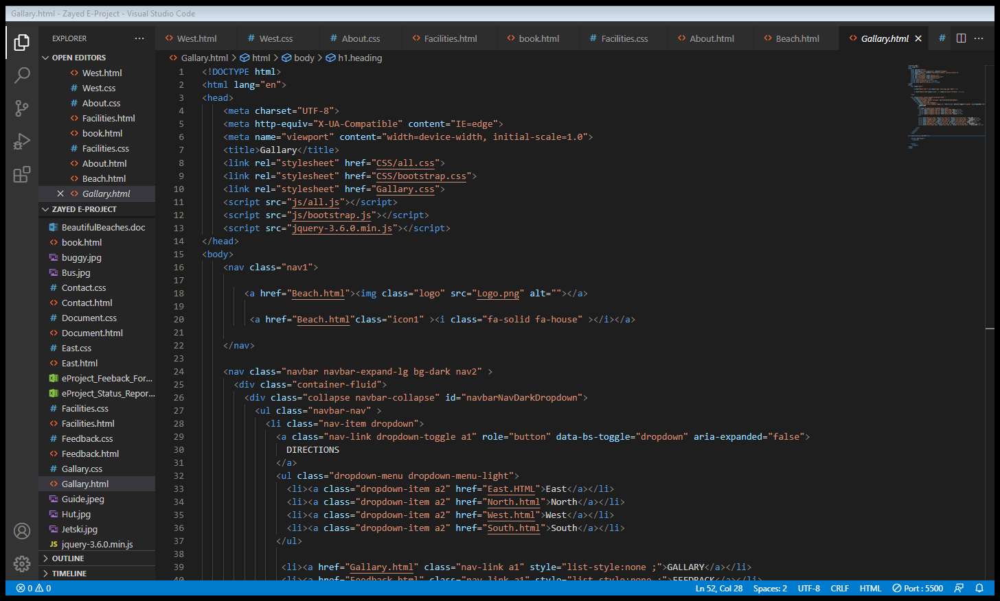 Gallary.html - Zayed E-Project - Visual Studio Code
EXPLORER
OPEN EDITORS
West.html
West.css
About.css
Facilities.html
book.html
Facilities.css
About.html
Beach.html
Gallary.html
ZAYED E-PROJECT
BeautifulBeaches.doc
book.html
buggy.jpg
Bus.jpg
Contact.css
Contact.html
Document.css
Document.html
East.css
East.html
eProject_Feeback_For...
eProject_Status_Repor...
Facilities.css
Facilities.html
Feedback.css
Feedback.html
Gallary.css
Gallary.html
Guide.jpeg
Hut.jpg
Jetski.jpg
JS jquery-3.6.0.min.js
OUTLINE
TIMELINE
West.html # West.css # About.css Facilities.html book.html # Facilities.css About.html Beach.html Gallary.html #
Gallary.html > html > body > h1.heading
1 <!DOCTYPE html>
2 <html lang="en">
3 <head>
4 <meta charset="UTF-8">
5 <meta http-equiv="X-UA-Compatible" content="IE=edge">
6 <meta name="viewport" content="width=device-width, initial-scale=1.0">
7 <title>Gallary</title>
8 <link rel="stylesheet" href="CSS/all.css">
9 <link rel="stylesheet" href="CSS/bootstrap.css">
10 <link rel="stylesheet" href="Gallary.css">
11 <script src="js/all.js"></script>
12 <script src="js/bootstrap.js"></script>
13 <script src="jquery-3.6.0.min.js"></script>
14 </head>
15 <body>
16 <nav class="nav1">
17
18 <a href="Beach.html"><img class="logo" src="Logo.png" alt=""></a>
19
20 <a href="Beach.html"class="icon1" ><i class="fa-solid fa-house" ></i></a>
21
22 </nav>
23
24 <nav class="navbar navbar-expand-lg bg-dark nav2" >
25 <div class="container-fluid">
26 <div class="collapse navbar-collapse" id="navbarNavDarkDropdown">
27 <ul class="navbar-nav" >
28 <li class="nav-item dropdown">
29 <a class="nav-link dropdown-toggle a1" role="button" data-bs-toggle="dropdown" aria-expanded="false">
30 DIRECTIONS
31 </a>
32 <ul class="dropdown-menu dropdown-menu-light">
33 <li><a class="dropdown-item a2" href="East.HTML">East</a></li>
34 <li><a class="dropdown-item a2" href="North.html">North</a></li>
35 <li><a class="dropdown-item a2" href="West.html">West</a></li>
36 <li><a class="dropdown-item a2" href="South.html">South</a></li>
37 </ul>
38
39 <li><a href="Gallary.html" class="nav-link a1" style="list-style:none ;">GALLARY</a></li>
40 <li><a href="Feedback.html" class="nav-link a1" style="list-style:none ;">FEEDBACK</a></li>
0 0
Ln 52, Col 28 Spaces: 2 UTF-8 CRLF HTML Port : 5500